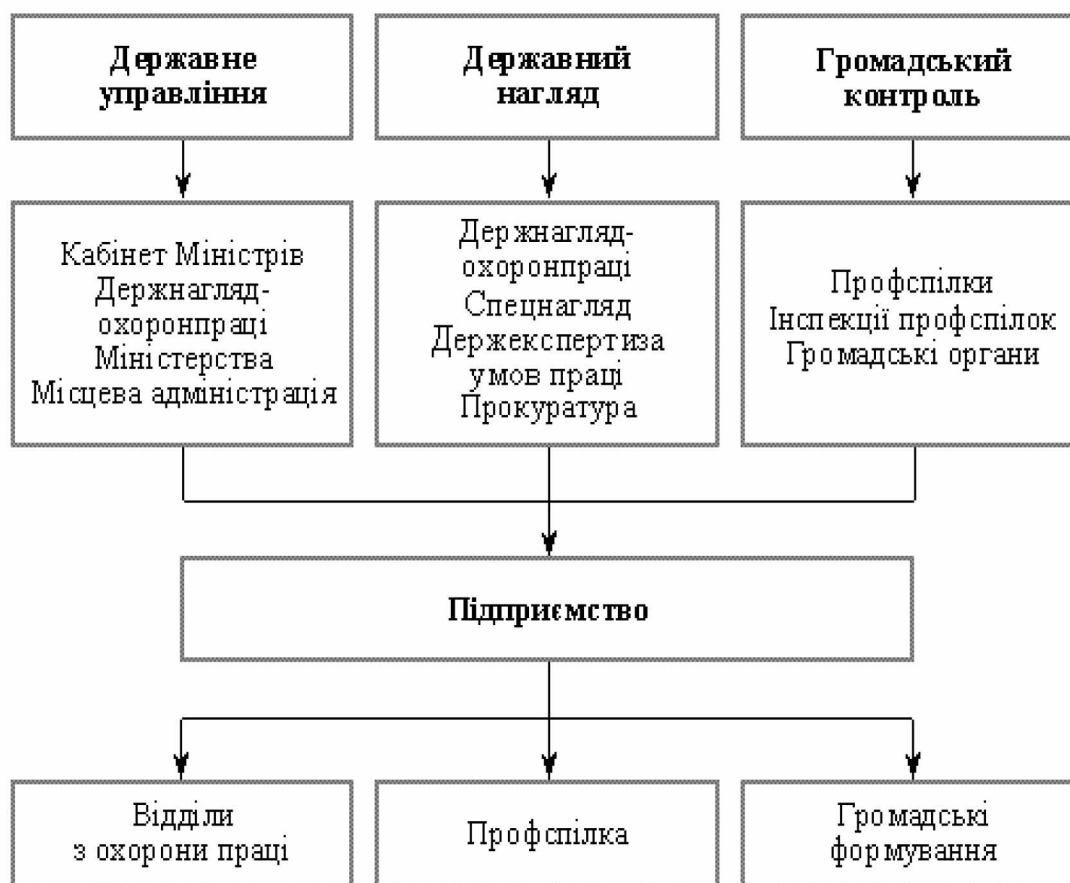 Державне
управління
Державний
нагляд
Громадський
контроль
Кабінет Міністрів
Держнагляд-
охоронпраці
Міністерства
Місцева адміністрація
Держнагляд-
охоронпраці
Спецнагляд
Держекспертиза
умов праці
Прокуратура
Профспілки
Інспекції профспілок
Громадські органи
Підприємство
Відділи
з охорони праці
Профспілка
Громадські
формування